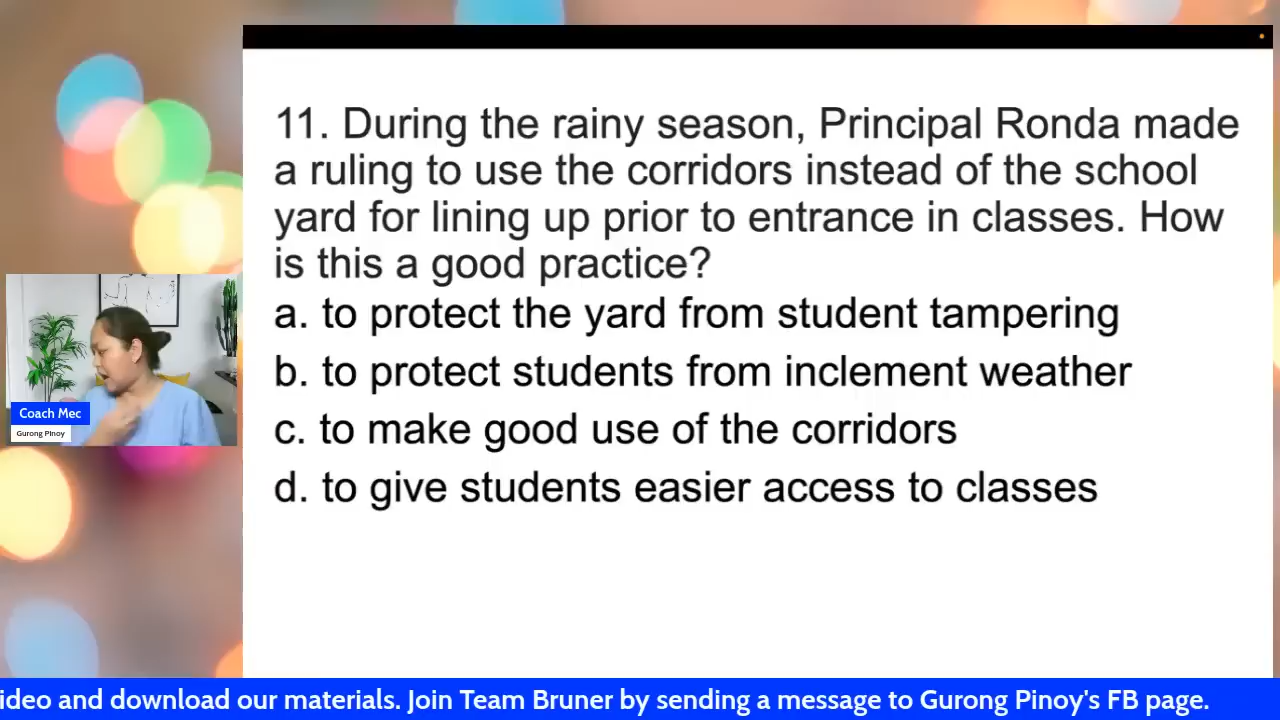 11. During the rainy season, Principal Ronda made
a ruling to use the corridors instead of the school
yard for lining up prior to entrance in classes. How
is this a good practice?
a. to protect the yard from student tampering
b. to protect students from inclement weather
c. to make good use of the corridors
d. to give students easier access to classes
Coach Mec
Gurong Pinoy
ideo and download our materials. Join Team Bruner by sending a message to Gurong Pinoy's FB page.